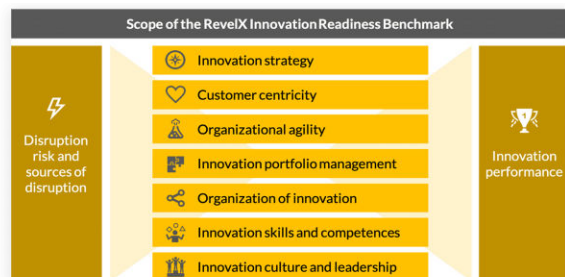 Scope of the RevelX Innovation Readiness Benchmark
Disruption
risk and
sources of
disruption
Innovation strategy
Customer centricity
Organizational agility
Innovation portfolio management
Organization of innovation
Innovation skills and competences
Innovation culture and leadership
1
Innovation
performance